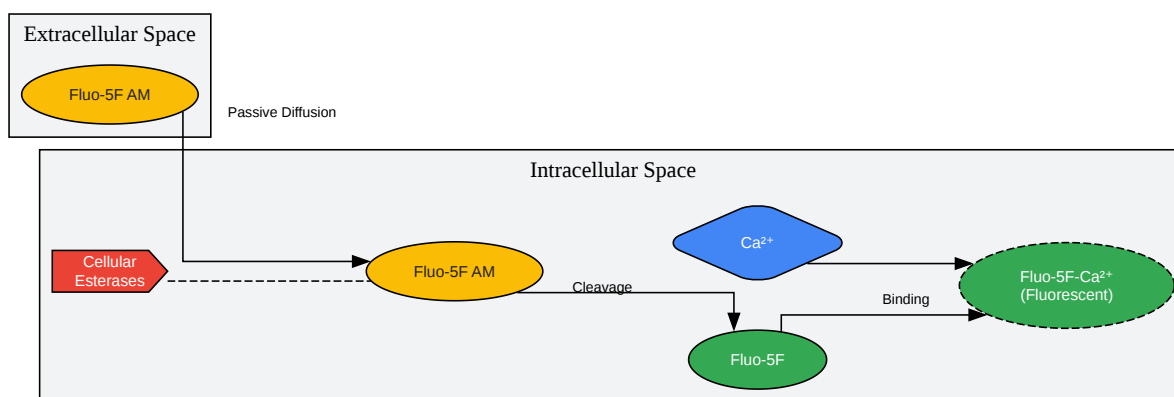 Extracellular Space
Fluo-5F AM
Passive Diffusion
Intracellular Space
Cellular
Esterases
Fluo-5F AM
Cleavage
Ca²⁺
Fluo-5F
Binding
Fluo-5F-Ca²⁺
(Fluorescent)